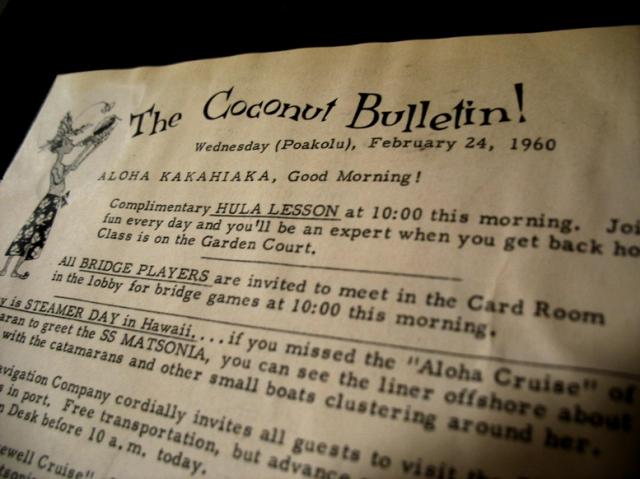 The Coconut Bulletin!
Wednesday (Poakolu), February 24, 1960
ALOHA KAKAHIAKA, Good Morning!
Complimentary HULA LESSON at 10:00 this morning. Joi
fun every day and you'll be an expert when you get back ho
Class is on the Garden Court.
All BRIDGE PLAYERS are invited to meet in the Card Room
in the lobby for bridge games at 10:00 this morning.
y is STEAMER DAY in Hawaii. . . . if you missed the "Aloha Cruise" of
aran to greet the SS MATSONIA, you can see the liner offshore about
with the catamarans and other small boats clustering around her.
avigation Company cordially invites all guests to visit the
s in port. Free transportation, but advance
n Desk before 10 a.m. today.
ewell Cruise"